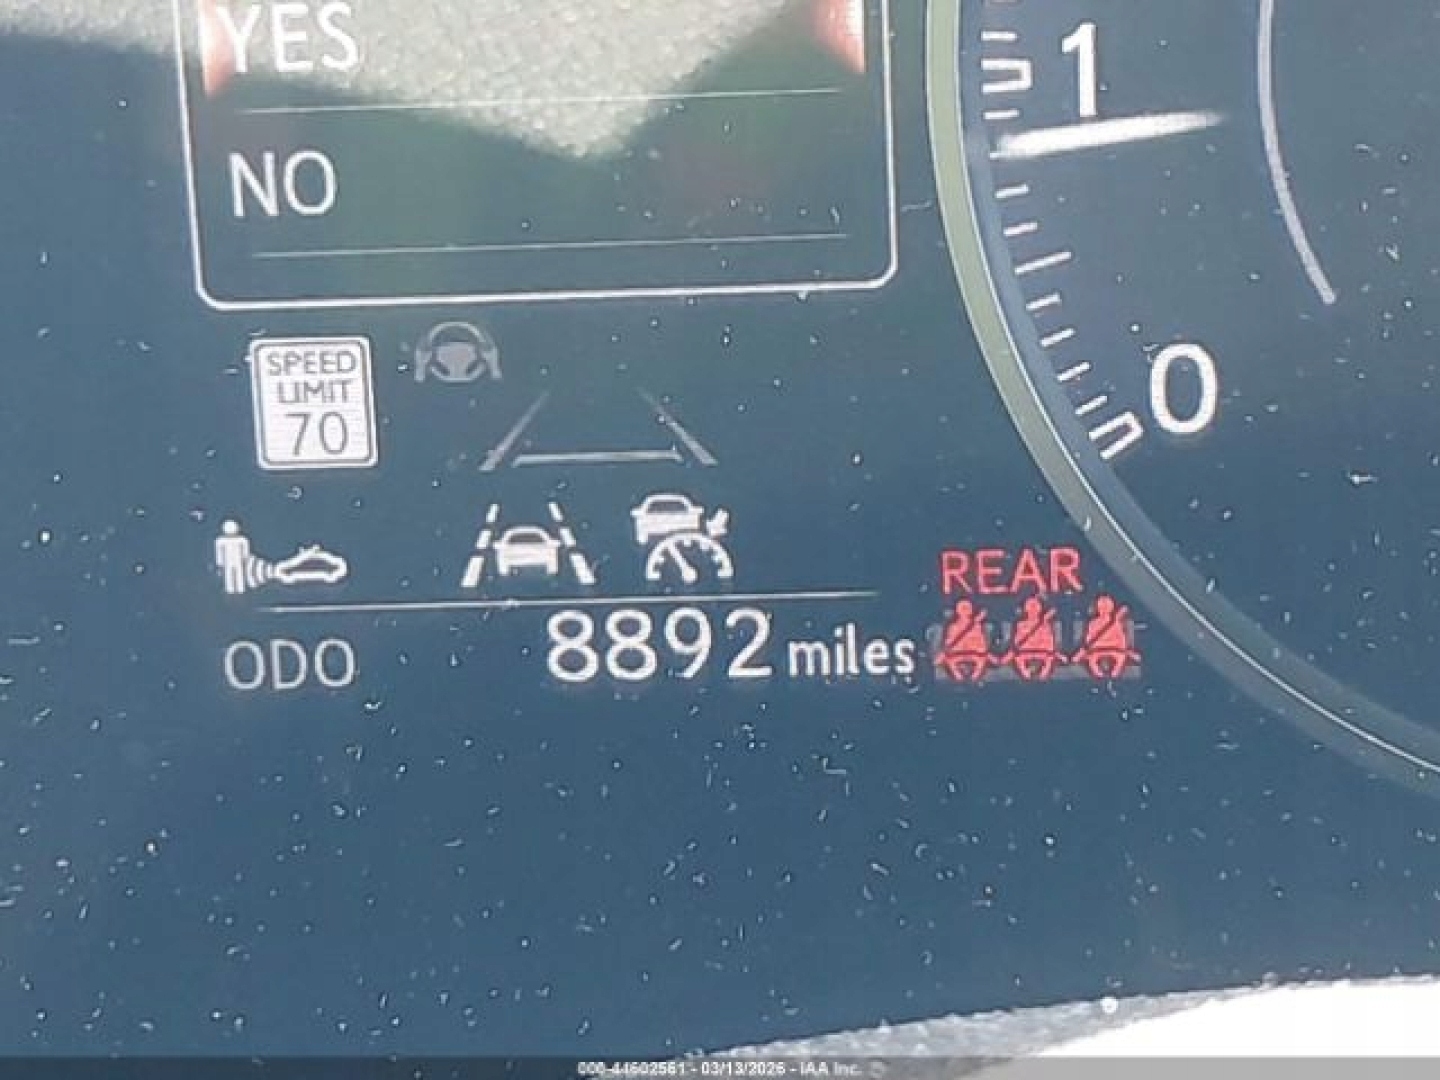 YES
NO
1
0
SPEED
LIMIT
70
REAR
ODO 8892 miles
000-44602561 - 03/13/2026 - IAA Inc.